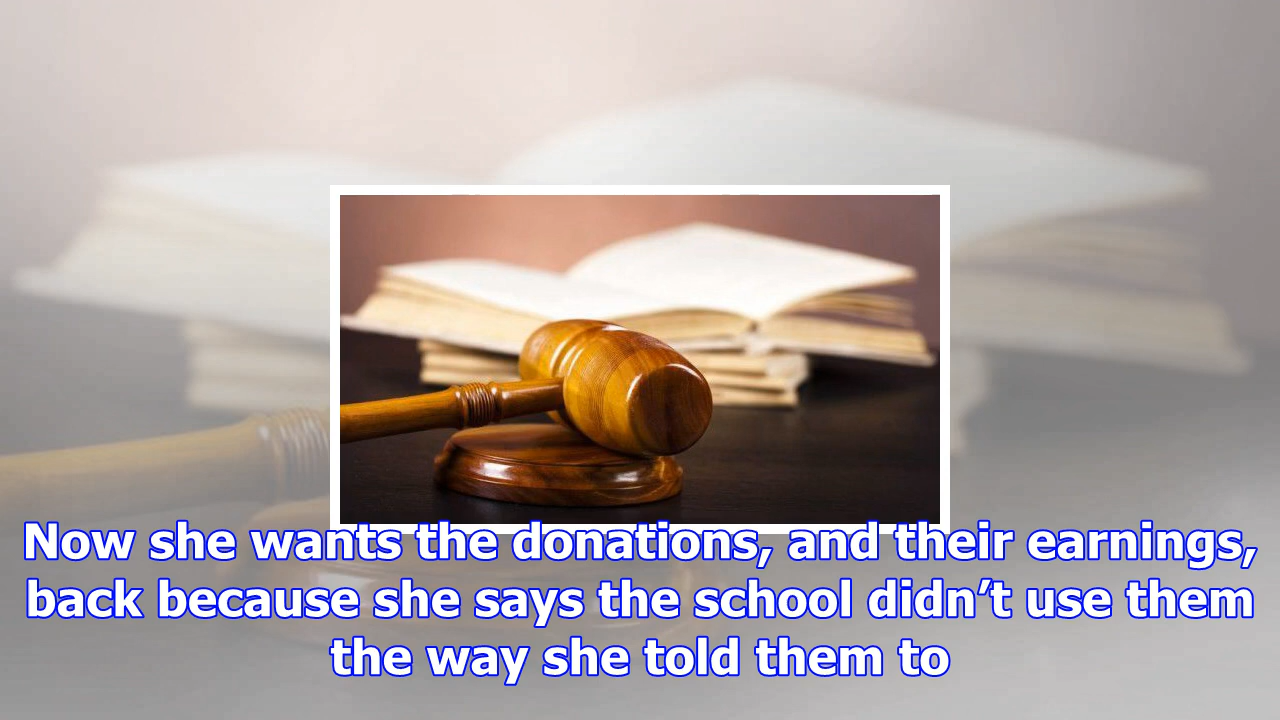 Now she wants the donations, and their earnings,
back because she says the school didn’t use them
the way she told them to